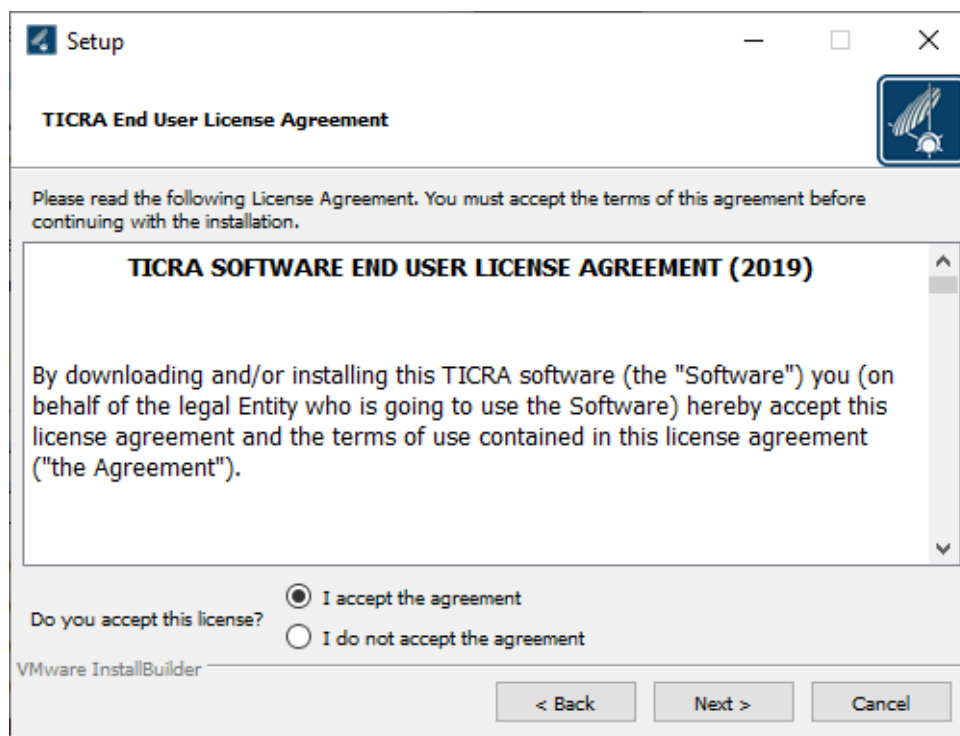 Setup
TICRA End User License Agreement
Please read the following License Agreement. You must accept the terms of this agreement before
continuing with the installation.
TICRA SOFTWARE END USER LICENSE AGREEMENT (2019)
By downloading and/or installing this TICRA software (the "Software") you (on
behalf of the legal Entity who is going to use the Software) hereby accept this
license agreement and the terms of use contained in this license agreement
("the Agreement").
Do you accept this license?
I accept the agreement
I do not accept the agreement
VMware InstallBuilder
< Back Next > Cancel